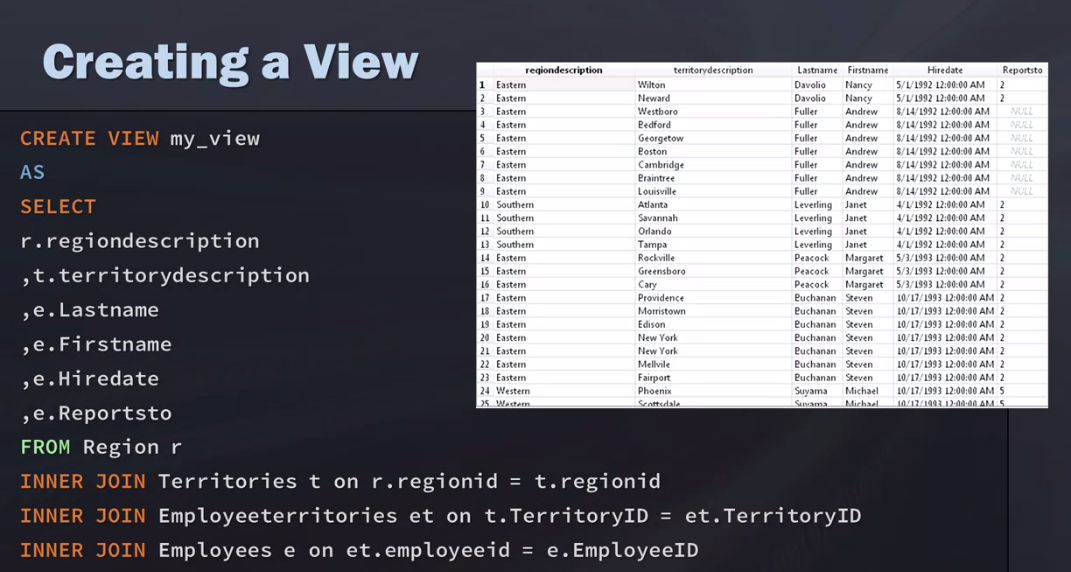 Creating a View
CREATE VIEW my_view
AS
SELECT
r.regiondescription
,t.territorydescription
,e.Lastname
,e.Firstname
,e.Hiredate
,e.Reportsto
FROM Region r
INNER JOIN Territories t on r.regionid = t.regionid
INNER JOIN Employeeterritories et on t.TerritoryID = et.TerritoryID
INNER JOIN Employees e on et.employeeid = e.EmployeeID
regiondescription territorydescription Lastname Firstname Hiredate Reportsto
1 Eastern Wilton Davolio Nancy 5/1/1992 12:00:00 AM 2
2 Eastern Neward Davolio Nancy 5/1/1992 12:00:00 AM 2
3 Eastern Westboro Fuller Andrew 8/14/1992 12:00:00 AM NULL
4 Eastern Bedford Fuller Andrew 8/14/1992 12:00:00 AM NULL
5 Eastern Georgetow Fuller Andrew 8/14/1992 12:00:00 AM NULL
6 Eastern Boston Fuller Andrew 8/14/1992 12:00:00 AM NULL
7 Eastern Cambridge Fuller Andrew 8/14/1992 12:00:00 AM NULL
8 Eastern Braintree Fuller Andrew 8/14/1992 12:00:00 AM NULL
9 Eastern Louisville Fuller Andrew 8/14/1992 12:00:00 AM NULL
10 Southern Atlanta Leverling Janet 4/1/1992 12:00:00 AM 2
11 Southern Savannah Leverling Janet 4/1/1992 12:00:00 AM 2
12 Southern Orlando Leverling Janet 4/1/1992 12:00:00 AM 2
13 Southern Tampa Leverling Janet 4/1/1992 12:00:00 AM 2
14 Eastern Rockville Peacock Margaret 5/3/1993 12:00:00 AM 2
15 Eastern Greensboro Peacock Margaret 5/3/1993 12:00:00 AM 2
16 Eastern Cary Peacock Margaret 5/3/1993 12:00:00 AM 2
17 Eastern Providence Buchanan Steven 10/17/1993 12:00:00 AM 2
18 Eastern Morristown Buchanan Steven 10/17/1993 12:00:00 AM 2
19 Eastern Edison Buchanan Steven 10/17/1993 12:00:00 AM 2
20 Eastern New York Buchanan Steven 10/17/1993 12:00:00 AM 2
21 Eastern New York Buchanan Steven 10/17/1993 12:00:00 AM 2
22 Eastern Mellvile Buchanan Steven 10/17/1993 12:00:00 AM 2
23 Eastern Fairport Buchanan Steven 10/17/1993 12:00:00 AM 2
24 Western Phoenix Suyama Michael 10/17/1993 12:00:00 AM 5
25 Western Scottsdale Suyama Michael 10/17/1993 12:00:00 AM 5